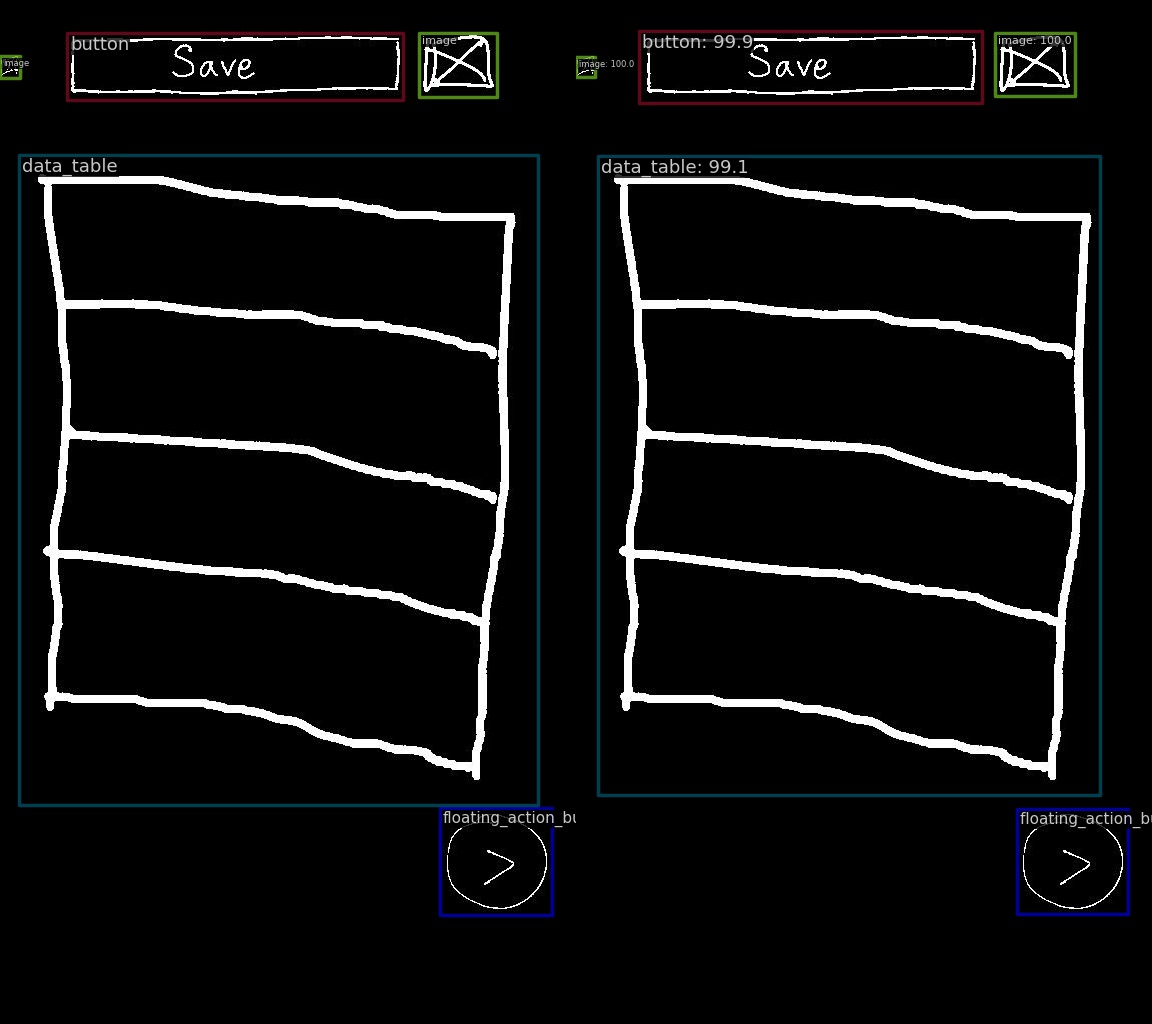 button
image
Save
image
data_table
floating_action_bu
button: 99.9
image: 100.0
Save
image: 100.0
data_table: 99.1
floating_action_bu